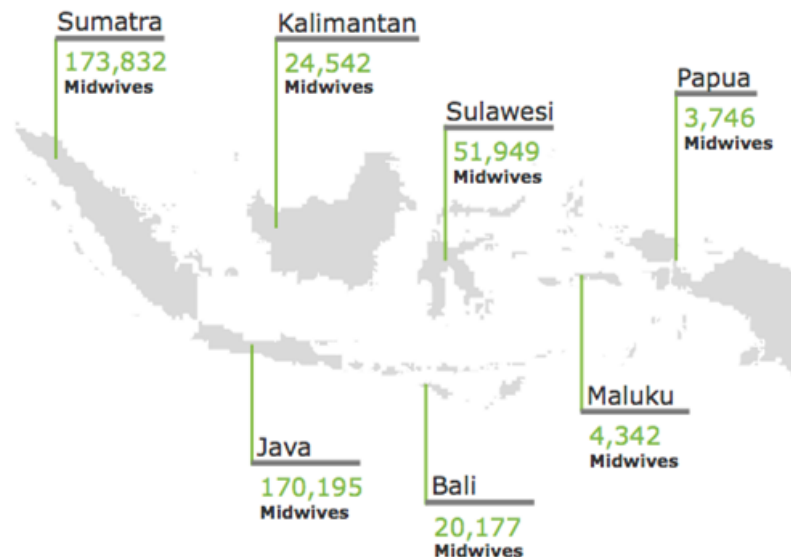 Sumatra
173,832
Midwives
Kalimantan
24,542
Midwives
Sulawesi
51,949
Midwives
Papua
3,746
Midwives
Java
170,195
Midwives
Bali
20,177
Midwives
Maluku
4,342
Midwives